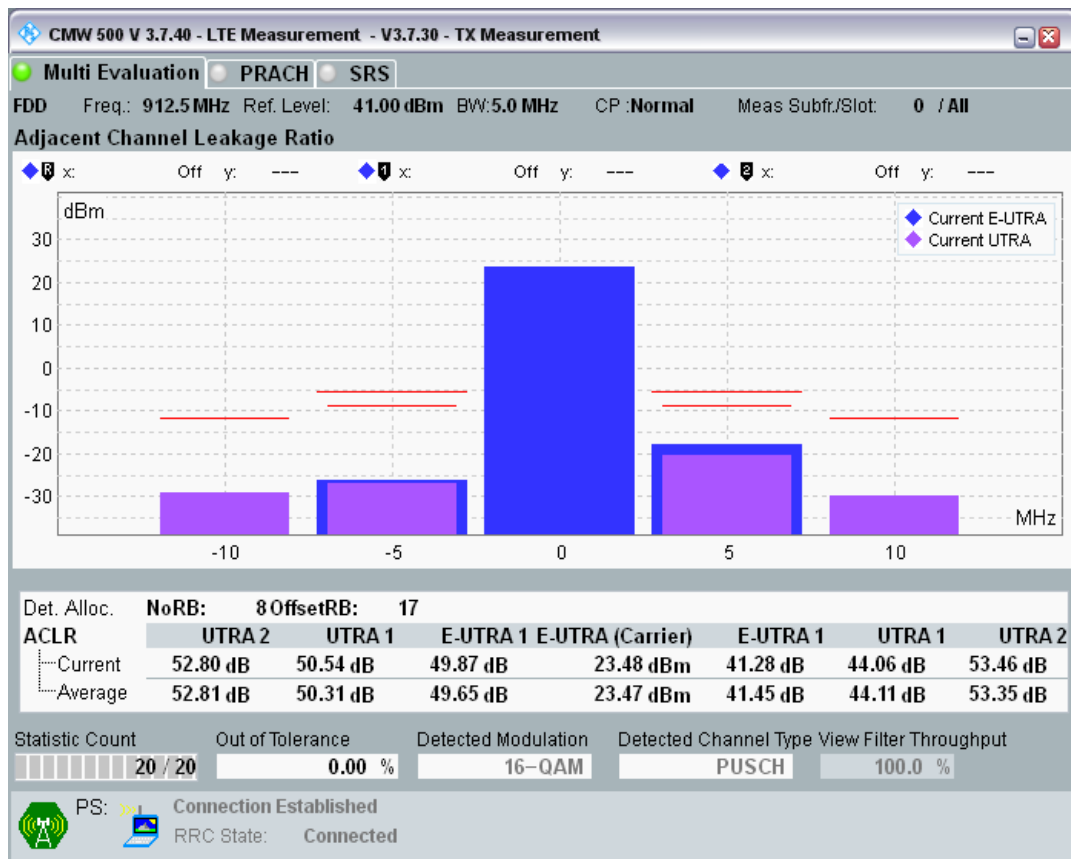 CMW 500 V 3.7.40 - LTE Measurement - V3.7.30 - TX Measurement
Multi Evaluation PRACH SRS
FDD Freq.: 912.5 MHz Ref. Level: 41.00 dBm BW:5.0 MHz CP :Normal Meas Subfr./Slot: 0 / All
Adjacent Channel Leakage Ratio
R x: Off y: --- 1 x: Off y: --- 2 x: Off y: ---
dBm
Current E-UTRA
Current UTRA
30
20
10
0
-10
-20
-30
MHz
-10 -5 0 5 10
Det. Alloc. NoRB: 8 OffsetRB: 17
ACLR UTRA 2 UTRA 1 E-UTRA 1 E-UTRA (Carrier) E-UTRA 1 UTRA 1 UTRA 2
Current 52.80 dB 50.54 dB 49.87 dB 23.48 dBm 41.28 dB 44.06 dB 53.46 dB
Average 52.81 dB 50.31 dB 49.65 dB 23.47 dBm 41.45 dB 44.11 dB 53.35 dB
Statistic Count Out of Tolerance Detected Modulation Detected Channel Type View Filter Throughput
20 / 20 0.00 % 16-QAM PUSCH 100.0 %
PS: Connection Established
RRC State: Connected